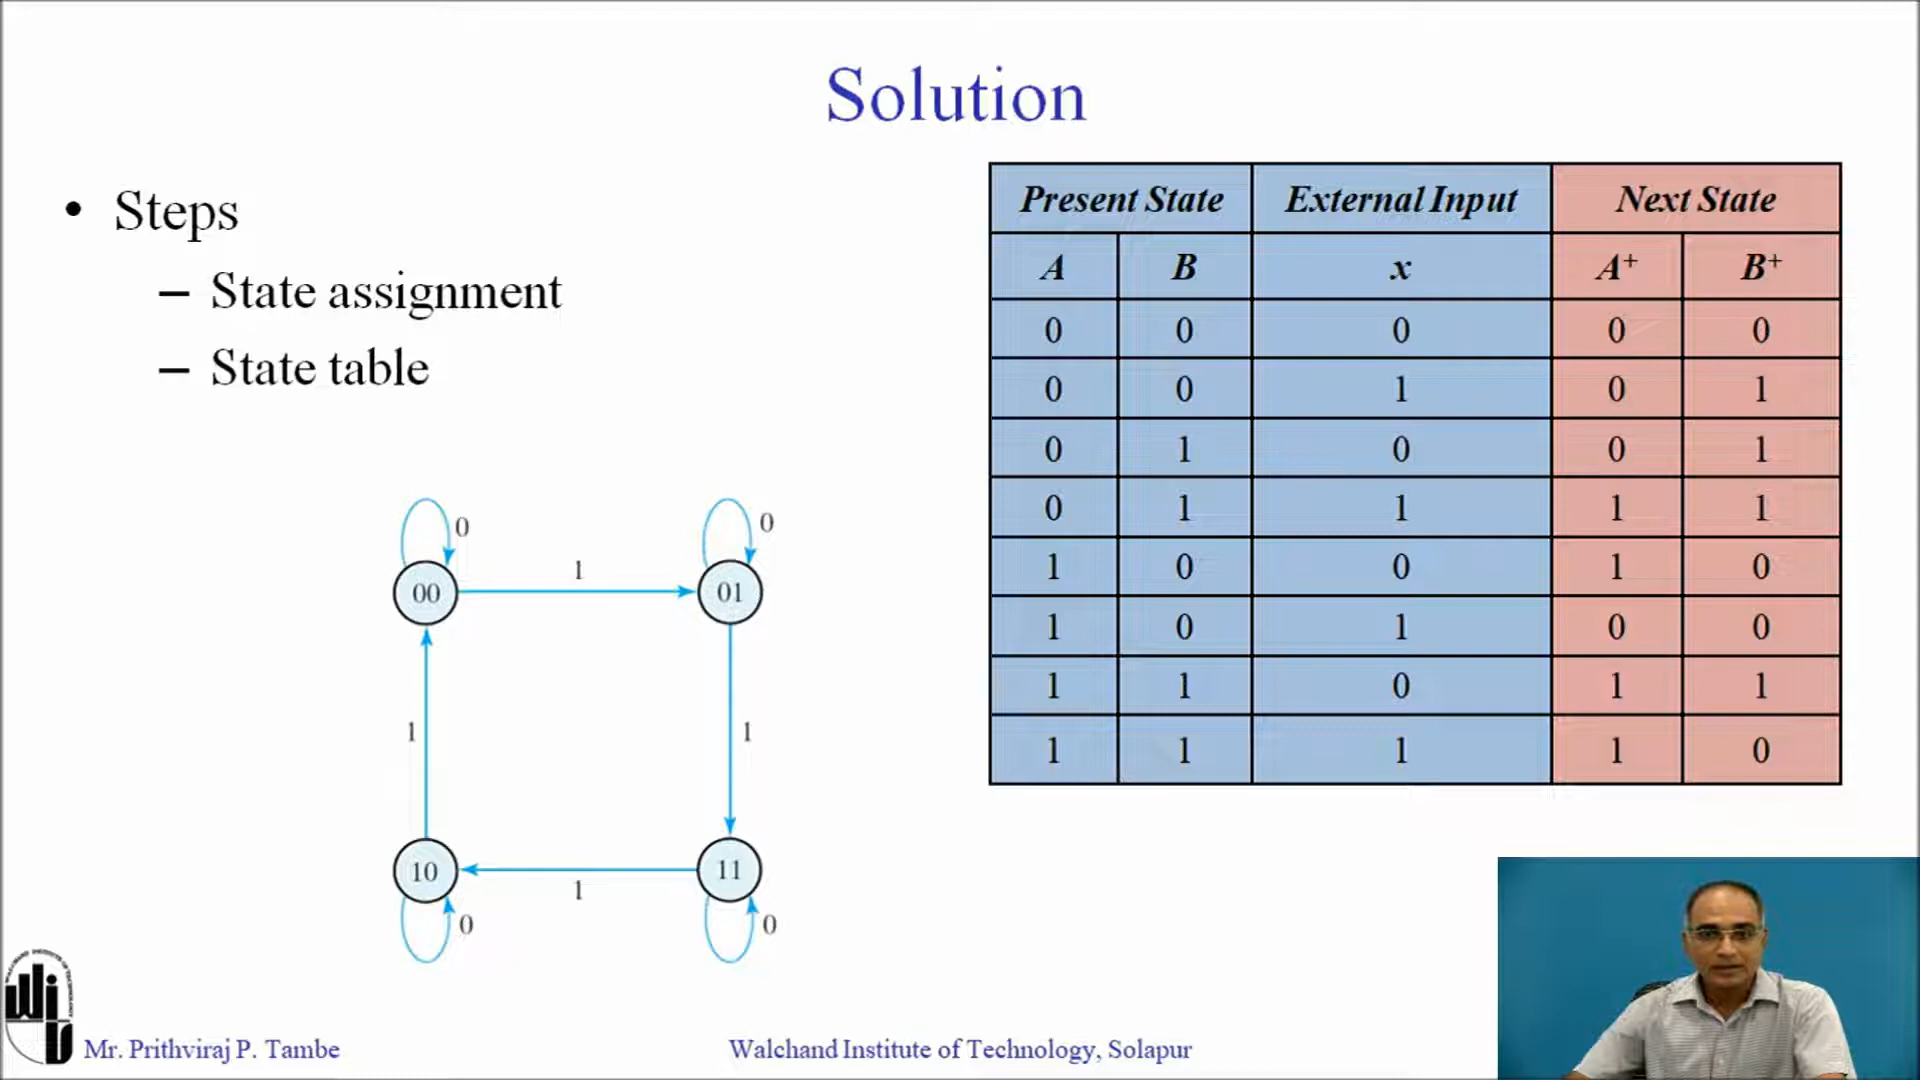 Solution
• Steps
– State assignment
– State table
Present State External Input Next State
A B x A+ B+
0 0 0 0 0
0 0 1 0 1
0 1 0 0 1
0 1 1 1 1
1 0 0 1 0
1 0 1 0 0
1 1 0 1 1
1 1 1 1 0
0 0
00 1 01
1 1
10 1 11
0 0
Mr. Prithviraj P. Tambe
Walchand Institute of Technology, Solapur